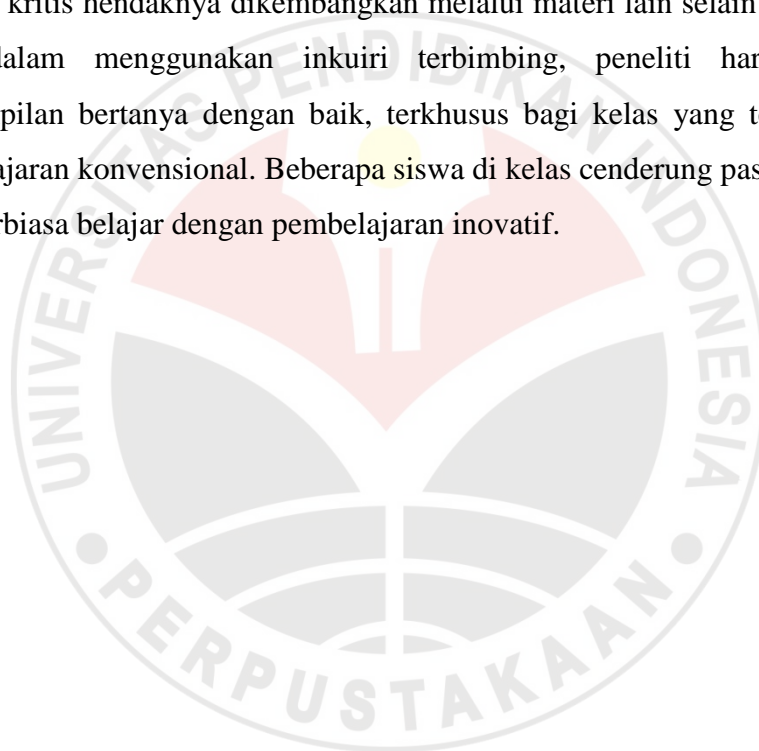 kritis hendaknya dikembangkan melalui materi lain selain
dalam menggunakan inkuiri terbimbing, peneliti har
pilan bertanya dengan baik, terkhusus bagi kelas yang te
ajaran konvensional. Beberapa siswa di kelas cenderung pas
rbiasa belajar dengan pembelajaran inovatif.
UNIVERSITAS PENDIDIKAN INDONESIA
PERPUSTAKAAN